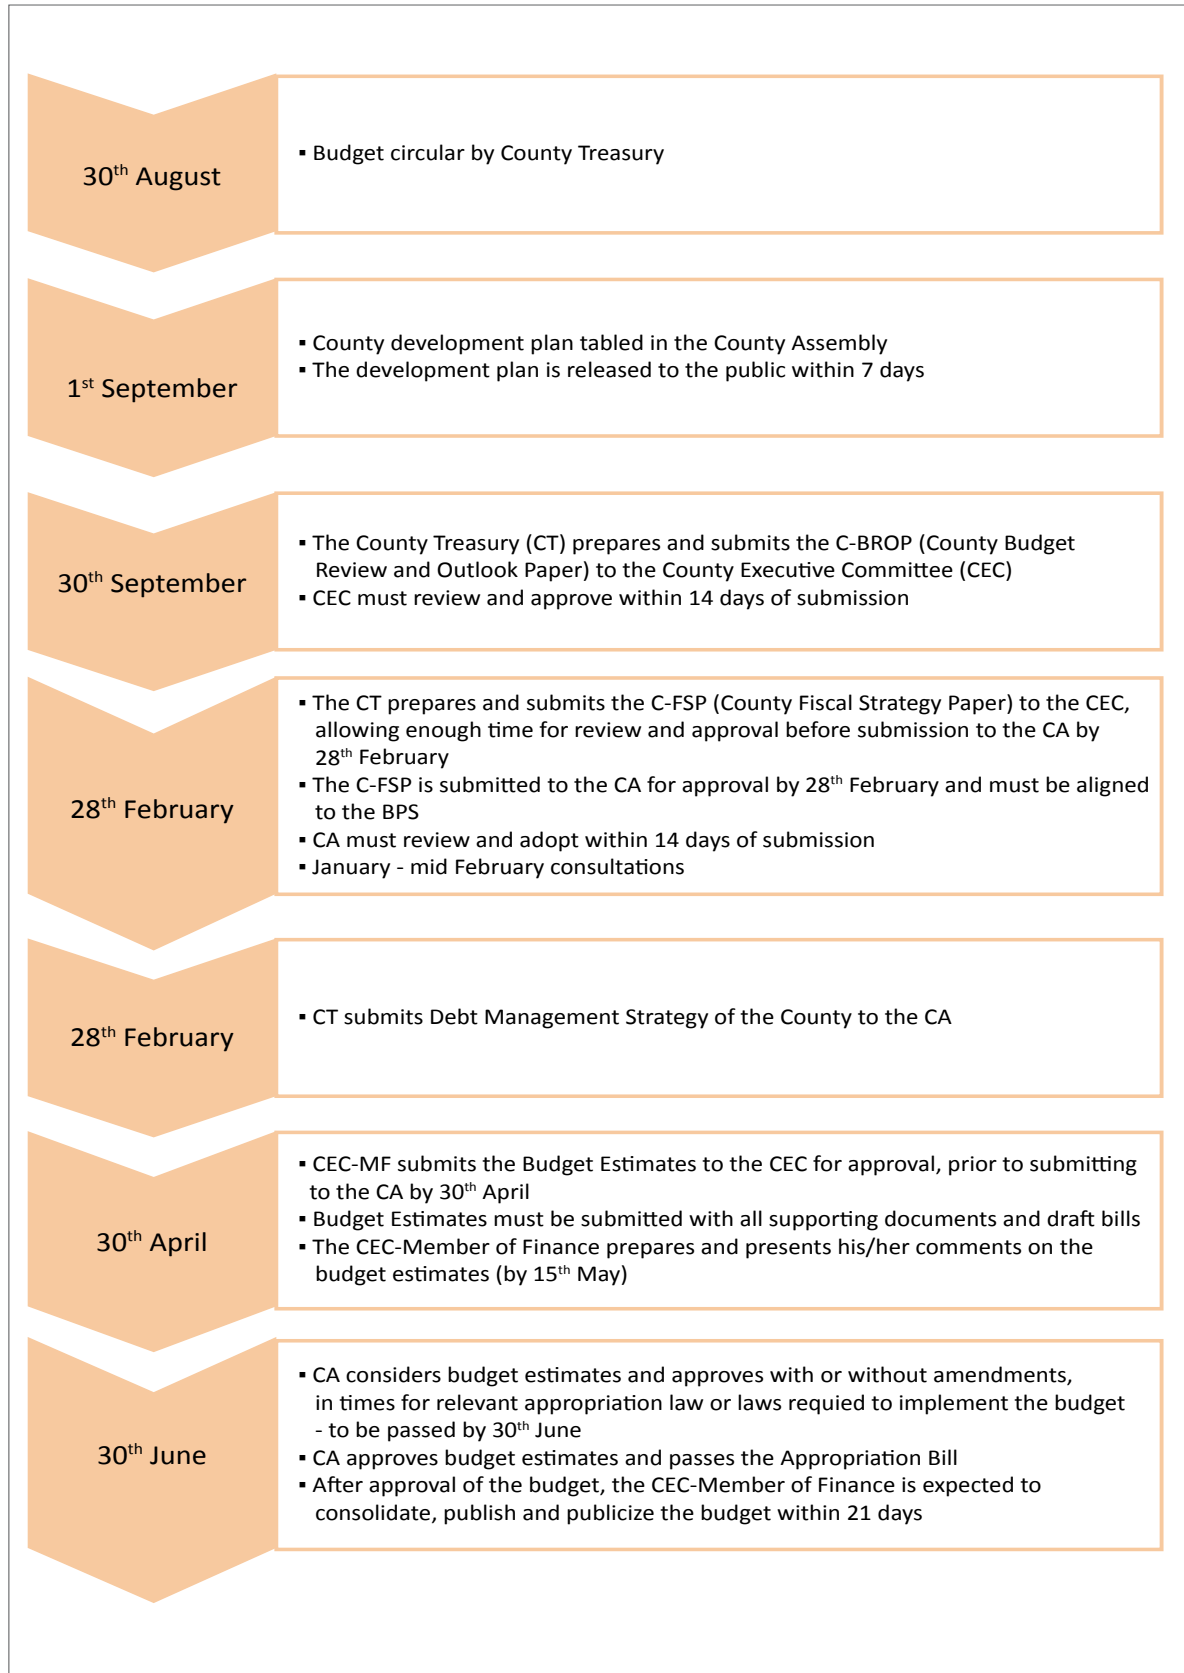 30th August
▪ Budget circular by County Treasury
1st September
▪ County development plan tabled in the County Assembly
▪ The development plan is released to the public within 7 days
30th September
▪ The County Treasury (CT) prepares and submits the C-BROP (County Budget
Review and Outlook Paper) to the County Executive Committee (CEC)
▪ CEC must review and approve within 14 days of submission
28th February
▪ The CT prepares and submits the C-FSP (County Fiscal Strategy Paper) to the CEC,
allowing enough time for review and approval before submission to the CA by
28th February
▪ The C-FSP is submitted to the CA for approval by 28th February and must be aligned
to the BPS
▪ CA must review and adopt within 14 days of submission
▪ January - mid February consultations
28th February
▪ CT submits Debt Management Strategy of the County to the CA
30th April
▪ CEC-MF submits the Budget Estimates to the CEC for approval, prior to submitting
to the CA by 30th April
▪ Budget Estimates must be submitted with all supporting documents and draft bills
▪ The CEC-Member of Finance prepares and presents his/her comments on the
budget estimates (by 15th May)
30th June
▪ CA considers budget estimates and approves with or without amendments,
in times for relevant appropriation law or laws requied to implement the budget
- to be passed by 30th June
▪ CA approves budget estimates and passes the Appropriation Bill
▪ After approval of the budget, the CEC-Member of Finance is expected to
consolidate, publish and publicize the budget within 21 days